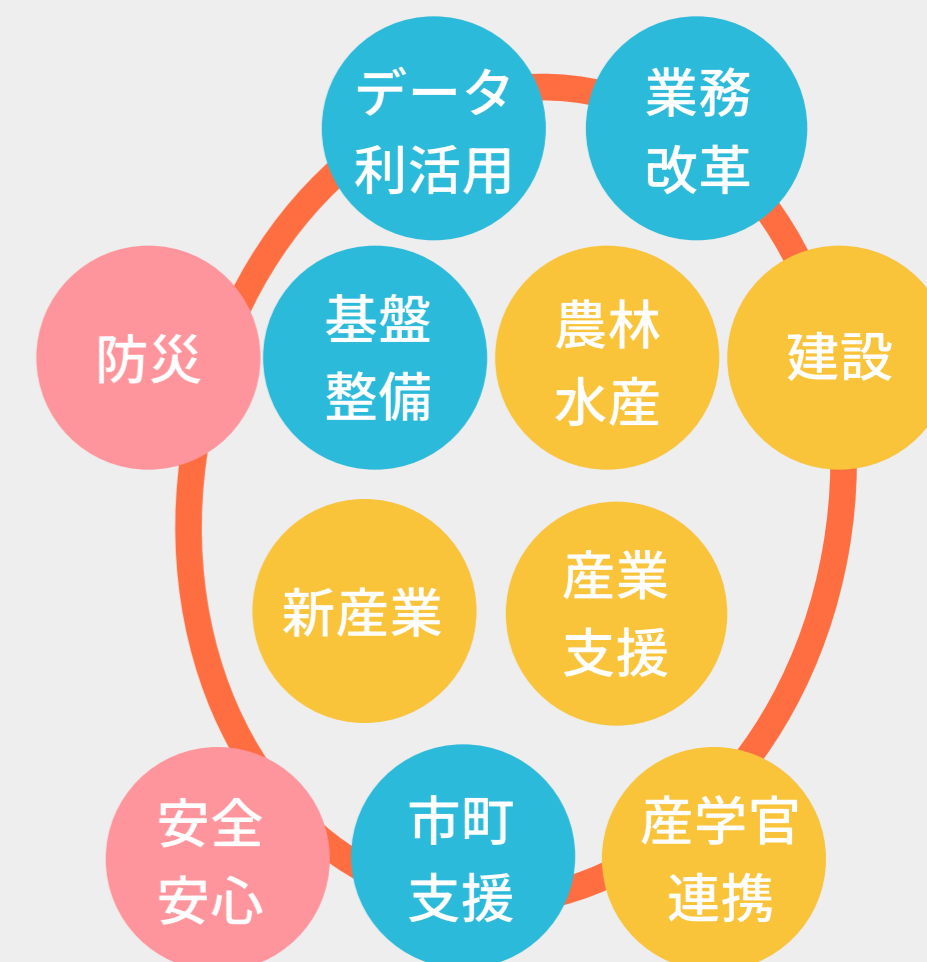 データ
利活用
業務
改革
防災
基盤
整備
農林
水産
建設
新産業
産業
支援
安全
安心
市町
支援
産学官
連携